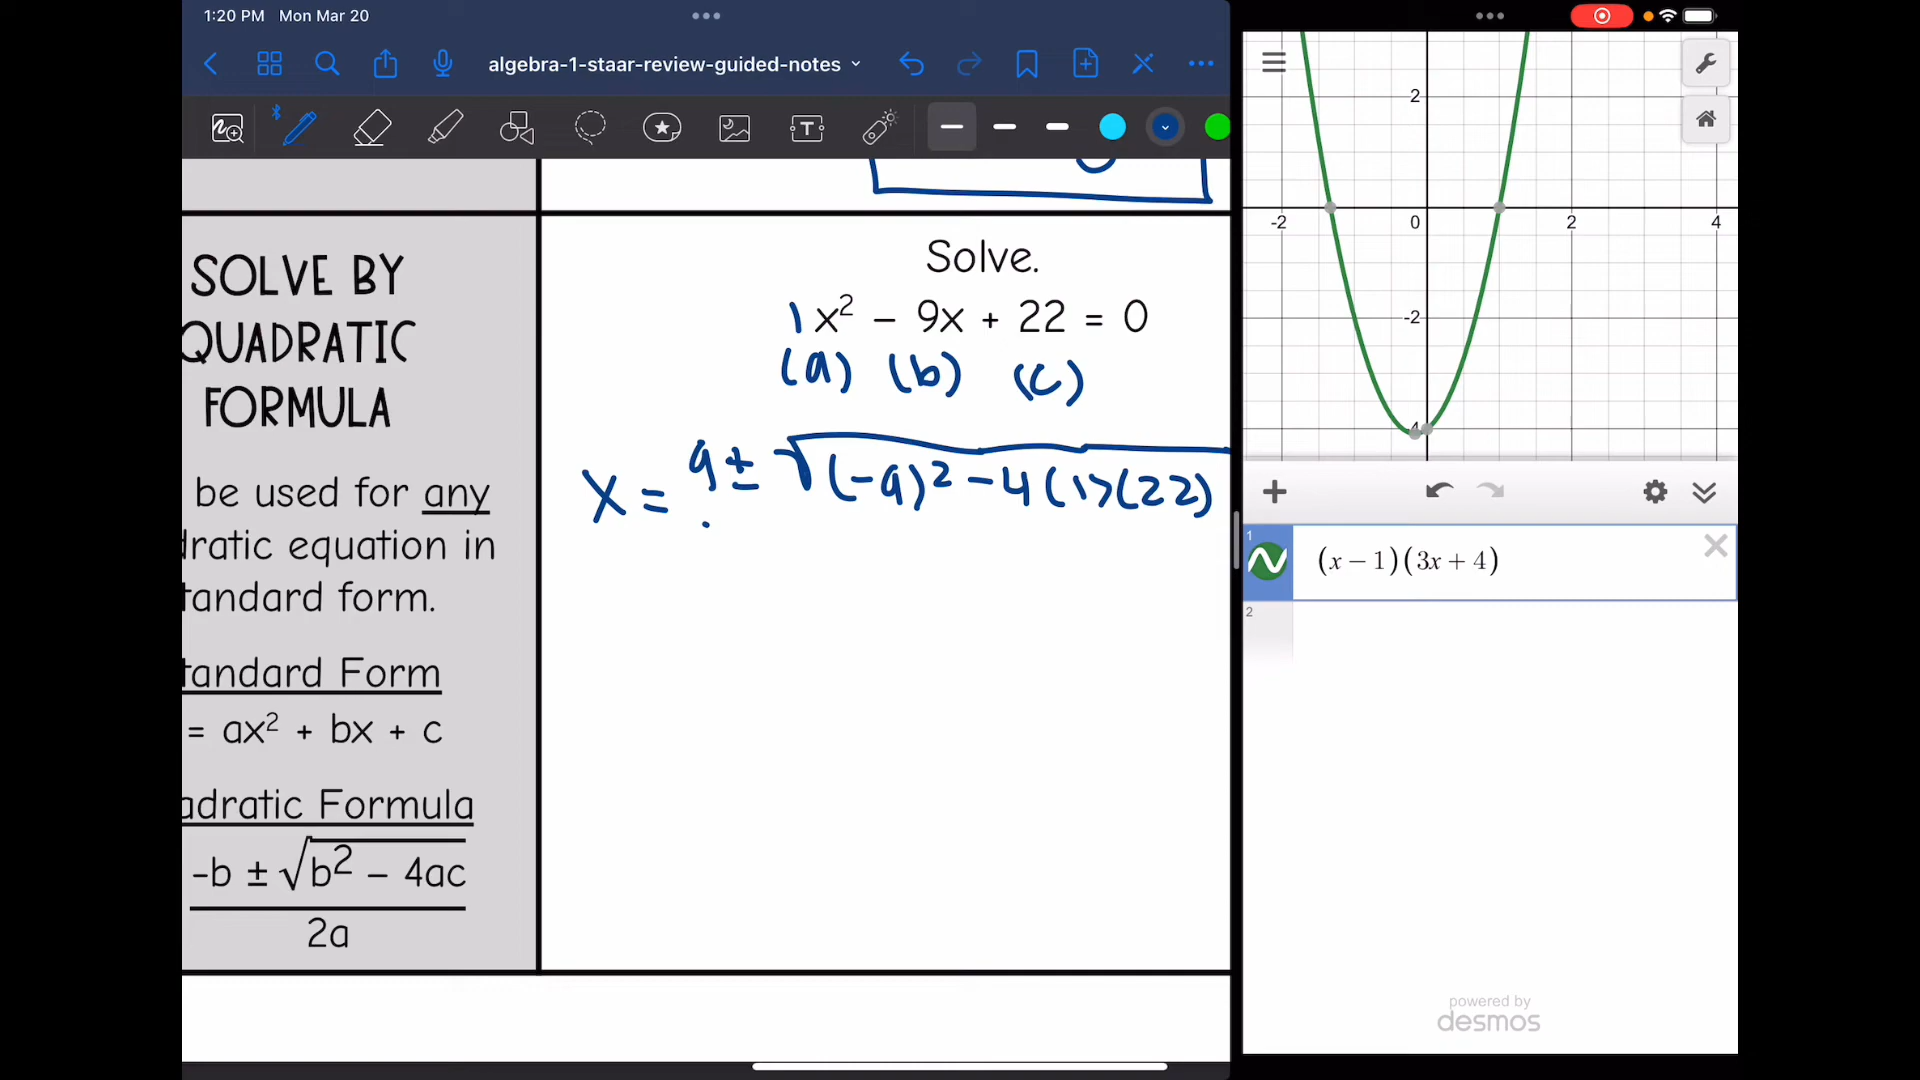 1:20 PM Mon Mar 20
algebra-1-staar-review-guided-notes
SOLVE BY
QUADRATIC
FORMULA
be used for any
dratic equation in
tandard form.
tandard Form
= ax² + bx + c
adratic Formula
-b ± √b² – 4ac
2a
Solve.
1x² – 9x + 22 = 0
(a) (b) (c)
x = 9 ± √(-9)² - 4(1)(22)
2
-2
0
2
4
-2
-4
1
(x − 1)(3x + 4)
2
powered by
desmos